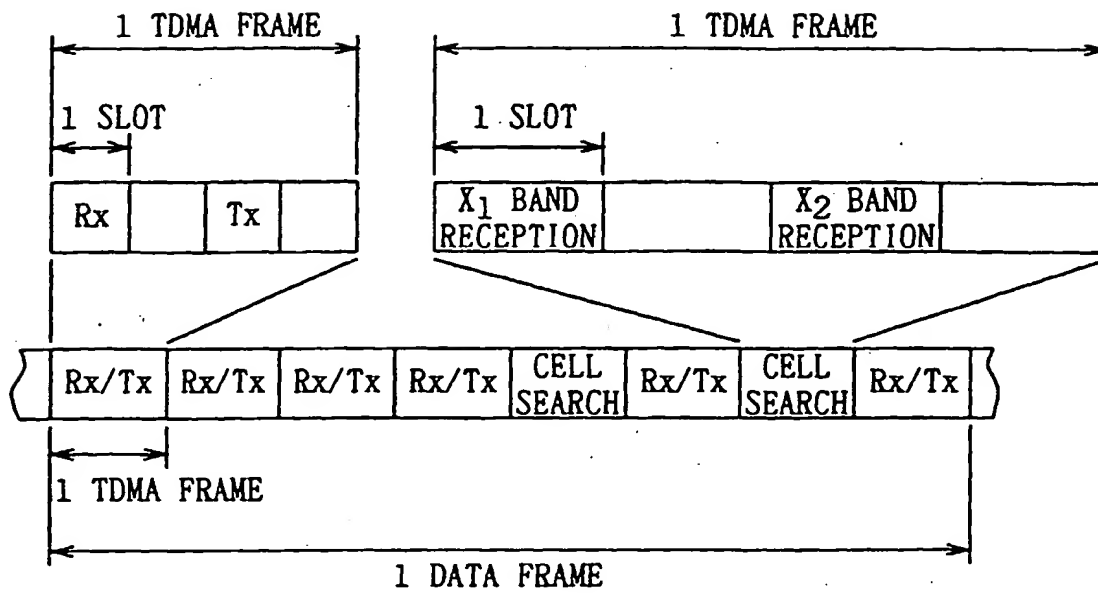 1 TDMA FRAME 1 TDMA FRAME
1 SLOT 1 SLOT
Rx Tx X1 BAND RECEPTION X2 BAND RECEPTION
Rx/Tx Rx/Tx Rx/Tx Rx/Tx CELL SEARCH Rx/Tx CELL SEARCH Rx/Tx
1 TDMA FRAME
1 DATA FRAME